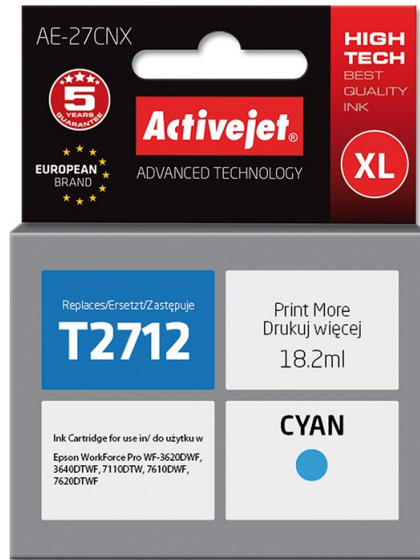 AE-27CNX
HIGH
TECH
BEST
QUALITY
INK
5
YEARS
GUARANTEE
Activejet®
EUROPEAN
BRAND
ADVANCED TECHNOLOGY
XL
Replaces/Ersetzt/Zastępuje
T2712
Print More
Drukuj więcej
18.2ml
Ink Cartridge for use in/ do użytku w
Epson WorkForce Pro WF-3620DWF,
3640DTWF, 7110DTW, 7610DWF,
7620DTWF
CYAN